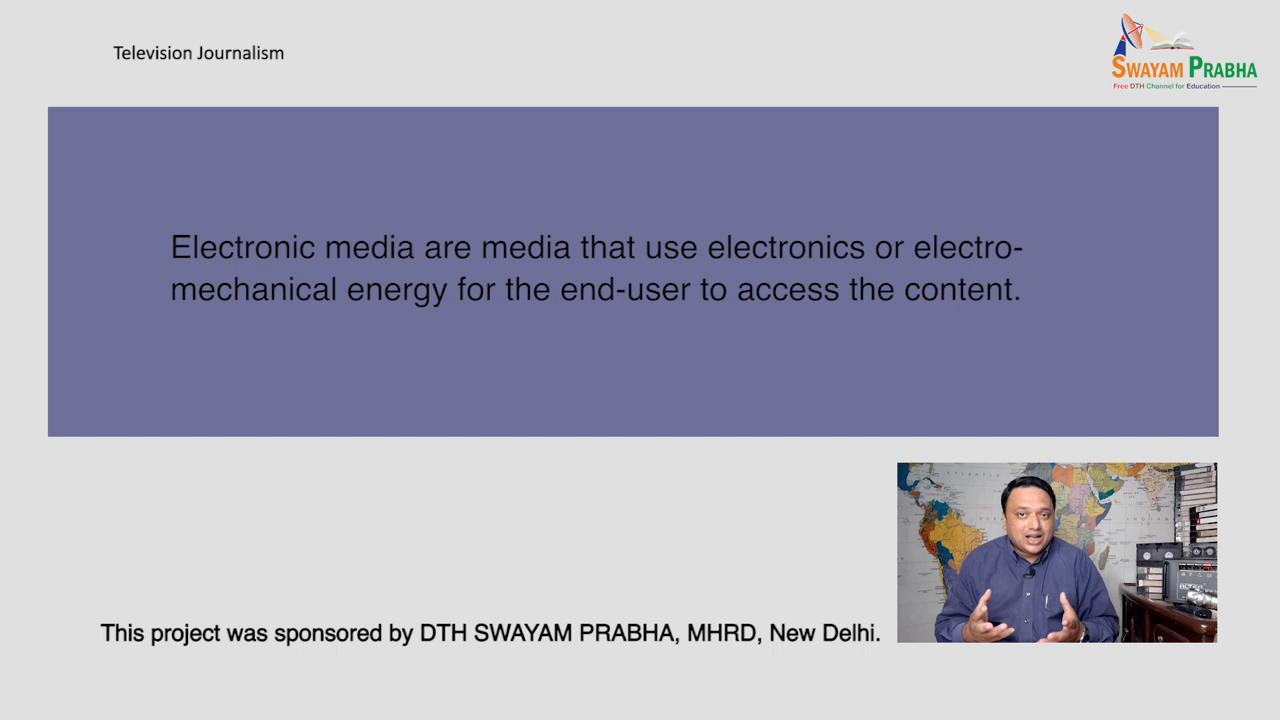 Television Journalism
SWAYAM PRABHA
Free DTH Channel for Education
Electronic media are media that use electronics or electro-
mechanical energy for the end-user to access the content.
This project was sponsored by DTH SWAYAM PRABHA, MHRD, New Delhi.